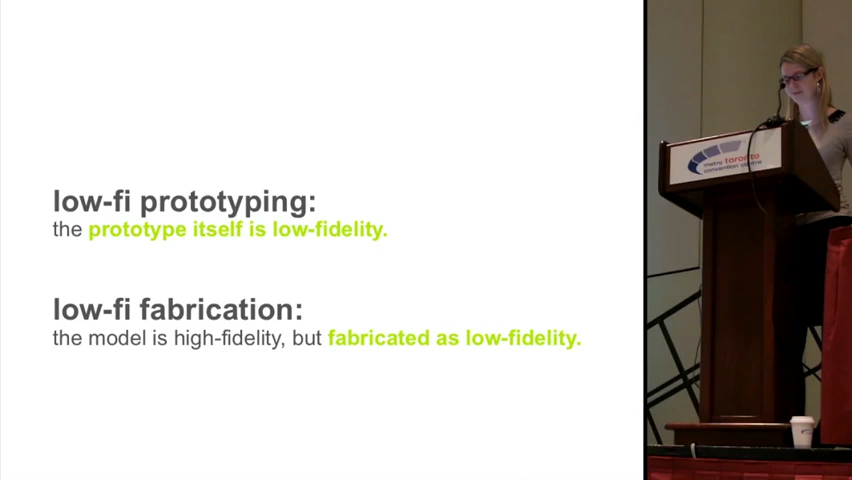 low-fi prototyping:
the prototype itself is low-fidelity.
low-fi fabrication:
the model is high-fidelity, but fabricated as low-fidelity.
metro toronto
convention centre